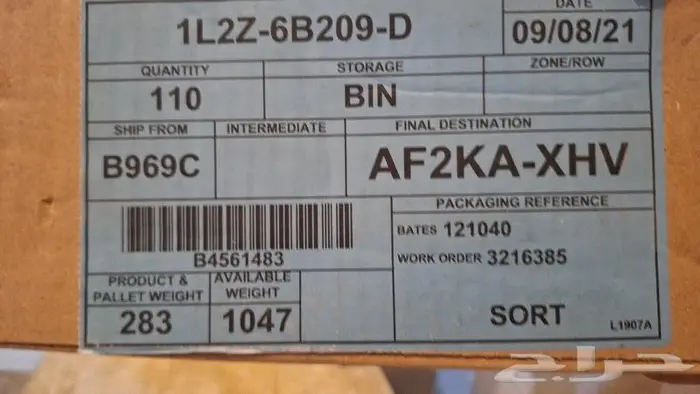 DATE
1L2Z-6B209-D
09/08/21
QUANTITY
STORAGE
ZONE/ROW
110
BIN
SHIP FROM
INTERMEDIATE
FINAL DESTINATION
B969C
AF2KA-XHV
PACKAGING REFERENCE
BATES 121040
B4561483
WORK ORDER 3216385
PRODUCT &
PALLET WEIGHT
AVAILABLE
WEIGHT
283
1047
SORT
L1907A
حراج